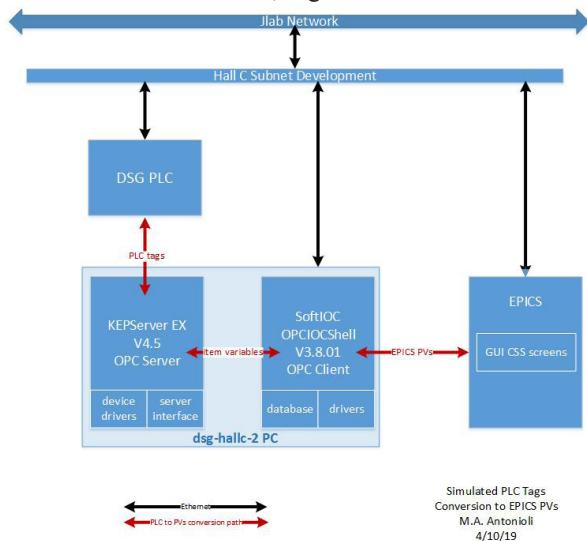 Jlab Network
Hall C Subnet Development
DSG PLC
PLC tags
KEPServer EX
V4.5
OPC Server
device
drivers
server
interface
item variables
SoftIOC
OPCIOCShell
V3.8.01
OPC Client
database
drivers
dsg-hallc-2 PC
EPICS PVs
EPICS
GUI CSS screens
Ethernet
PLC to PVs conversion path
Simulated PLC Tags
Conversion to EPICS PVs
M.A. Antonioli
4/10/19